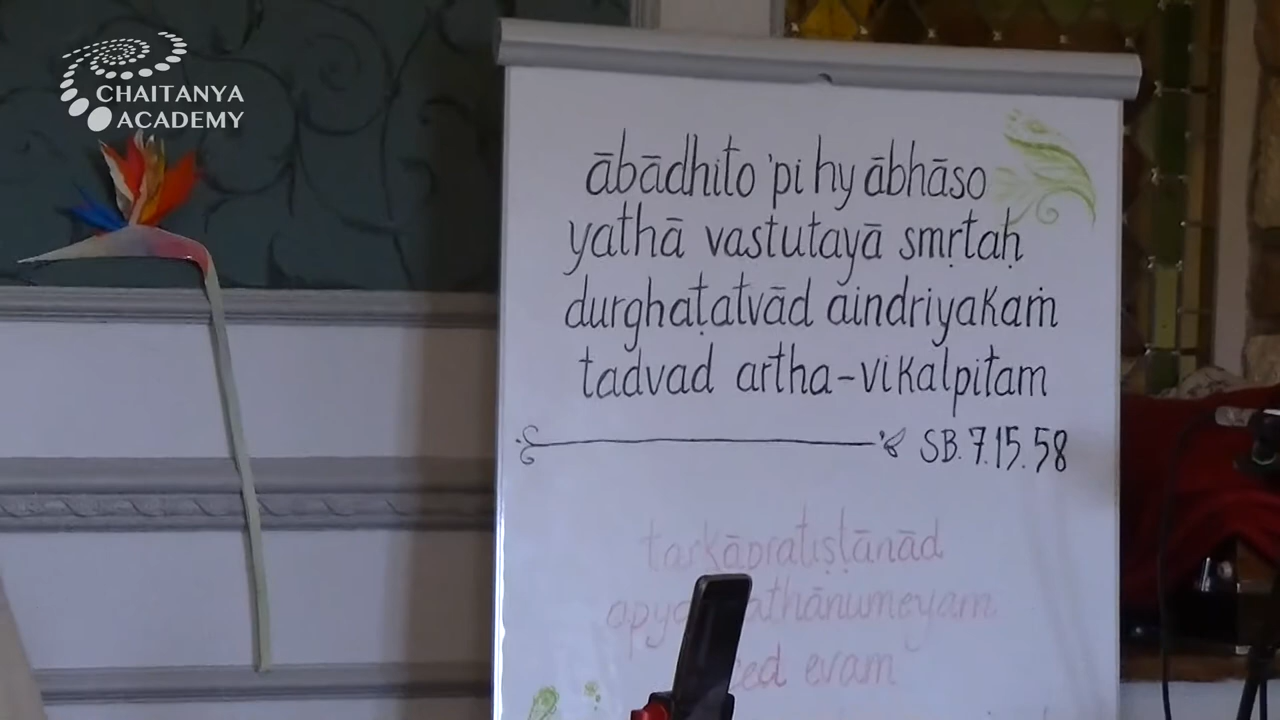 CHAITANYA
ACADEMY
ābādhito 'pi hy ābhāso
yathā vastutayā smṛtaḥ
durghaṭatvād aindriyakaṁ
tadvad artha-vikalpitam
SB. 7.15.58
tarkāpratiṣṭānād
evam